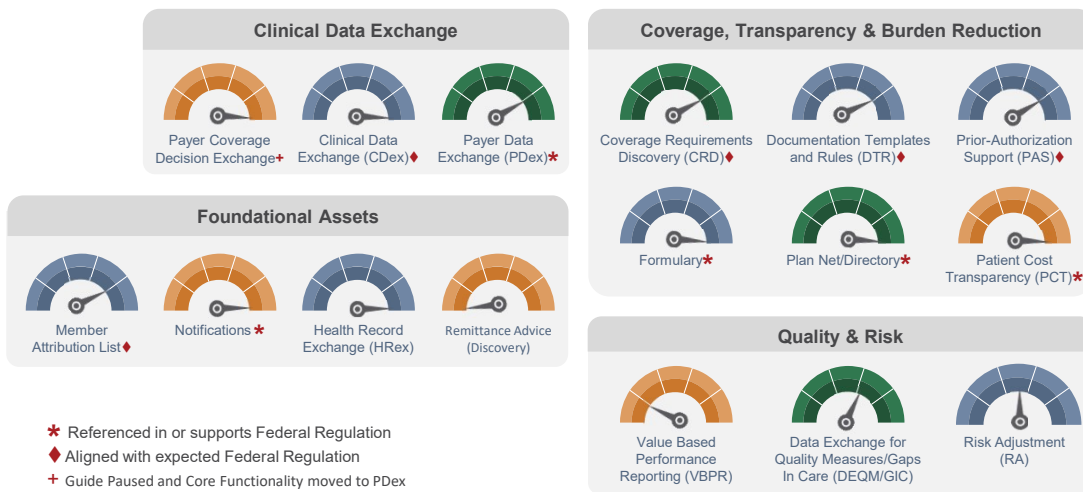 Clinical Data Exchange
Payer Coverage
Decision Exchange+
Clinical Data
Exchange (CDex)♦
Payer Data
Exchange (PDex)*
Coverage, Transparency & Burden Reduction
Coverage Requirements
Discovery (CRD)♦
Documentation Templates
and Rules (DTR)♦
Prior-Authorization
Support (PAS)♦
Formulary*
Plan Net/Directory*
Patient Cost
Transparency (PCT)*
Foundational Assets
Member
Attribution List♦
Notifications *
Health Record
Exchange (HRex)
Remittance Advice
(Discovery)
Quality & Risk
Value Based
Performance
Reporting (VBPR)
Data Exchange for
Quality Measures/Gaps
In Care (DEQM/GIC)
Risk Adjustment
(RA)
* Referenced in or supports Federal Regulation
♦ Aligned with expected Federal Regulation
+ Guide Paused and Core Functionality moved to PDex